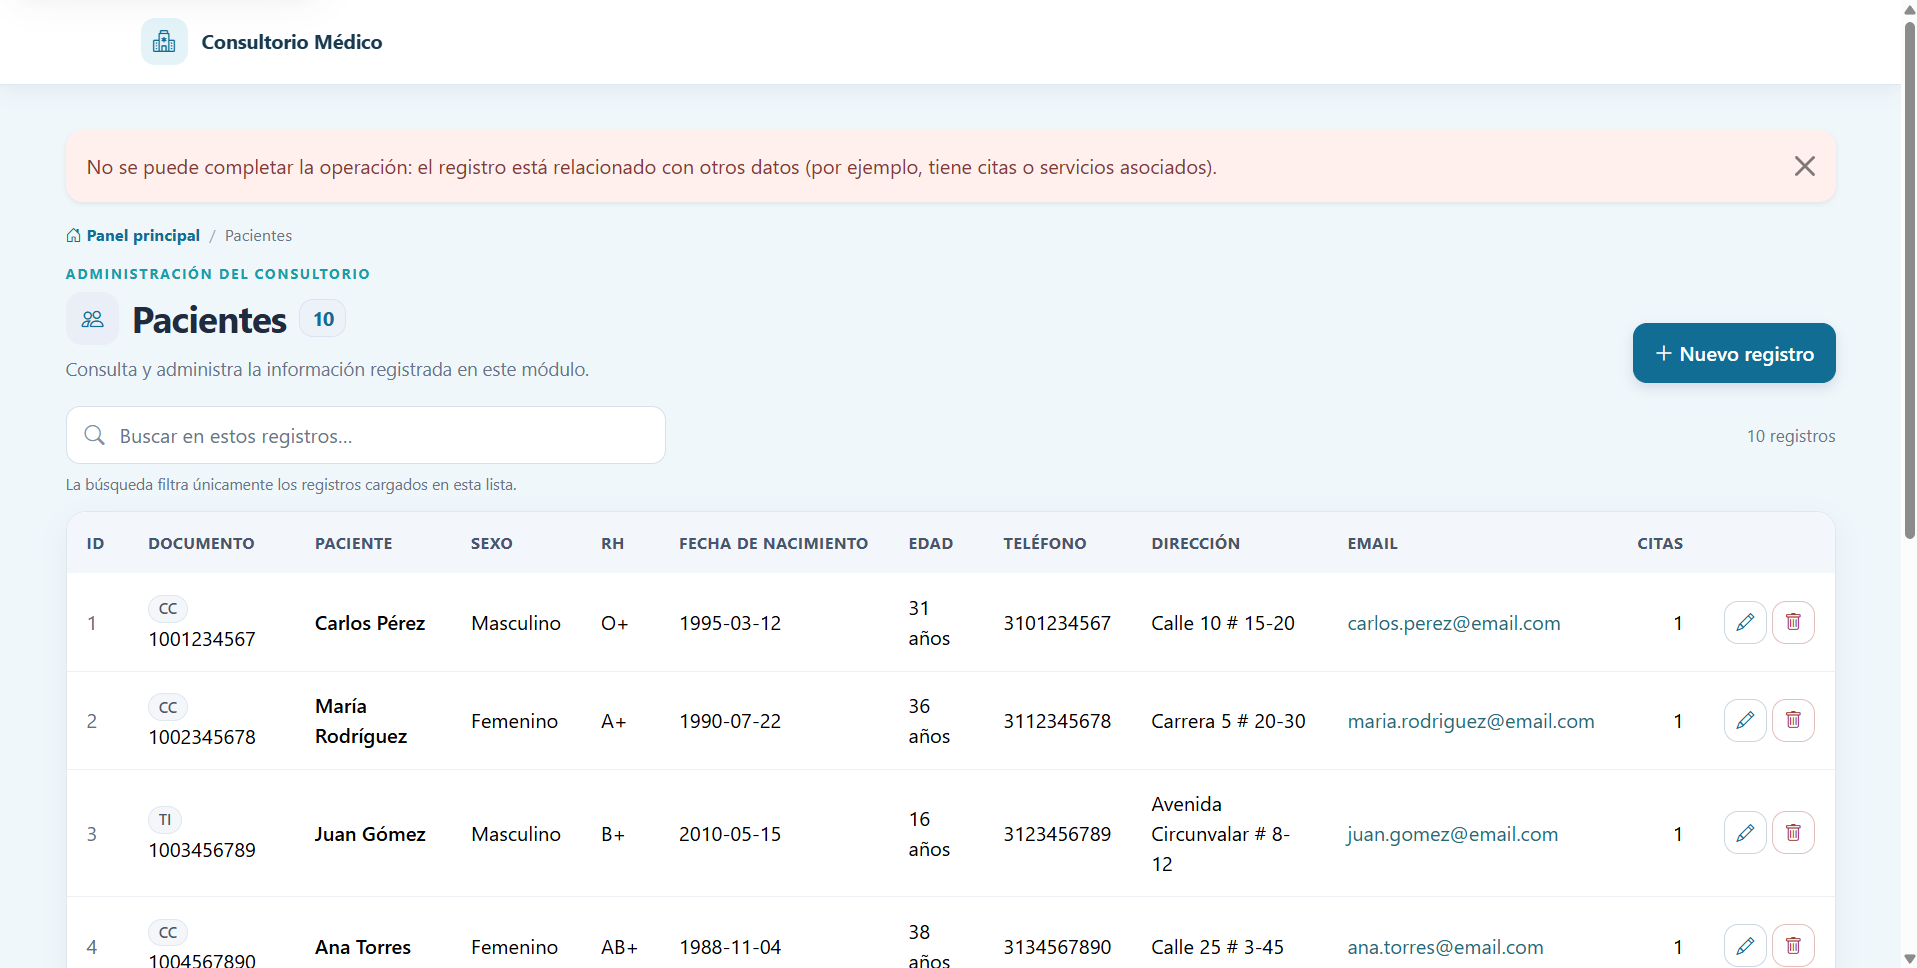 Consultorio Médico
No se puede completar la operación: el registro está relacionado con otros datos (por ejemplo, tiene citas o servicios asociados).
Panel principal / Pacientes
ADMINISTRACIÓN DEL CONSULTORIO
Pacientes 10
Consulta y administra la información registrada en este módulo.
+ Nuevo registro
Buscar en estos registros...
10 registros
La búsqueda filtra únicamente los registros cargados en esta lista.
ID DOCUMENTO PACIENTE SEXO RH FECHA DE NACIMIENTO EDAD TELÉFONO DIRECCIÓN EMAIL CITAS
1 CC 1001234567 Carlos Pérez Masculino O+ 1995-03-12 31 años 3101234567 Calle 10 # 15-20 carlos.perez@email.com 1
2 CC 1002345678 María Rodríguez Femenino A+ 1990-07-22 36 años 3112345678 Carrera 5 # 20-30 maria.rodriguez@email.com 1
3 TI 1003456789 Juan Gómez Masculino B+ 2010-05-15 16 años 3123456789 Avenida Circunvalar # 8-12 juan.gomez@email.com 1
4 CC 1004567890 Ana Torres Femenino AB+ 1988-11-04 38 años 3134567890 Calle 25 # 3-45 ana.torres@email.com 1